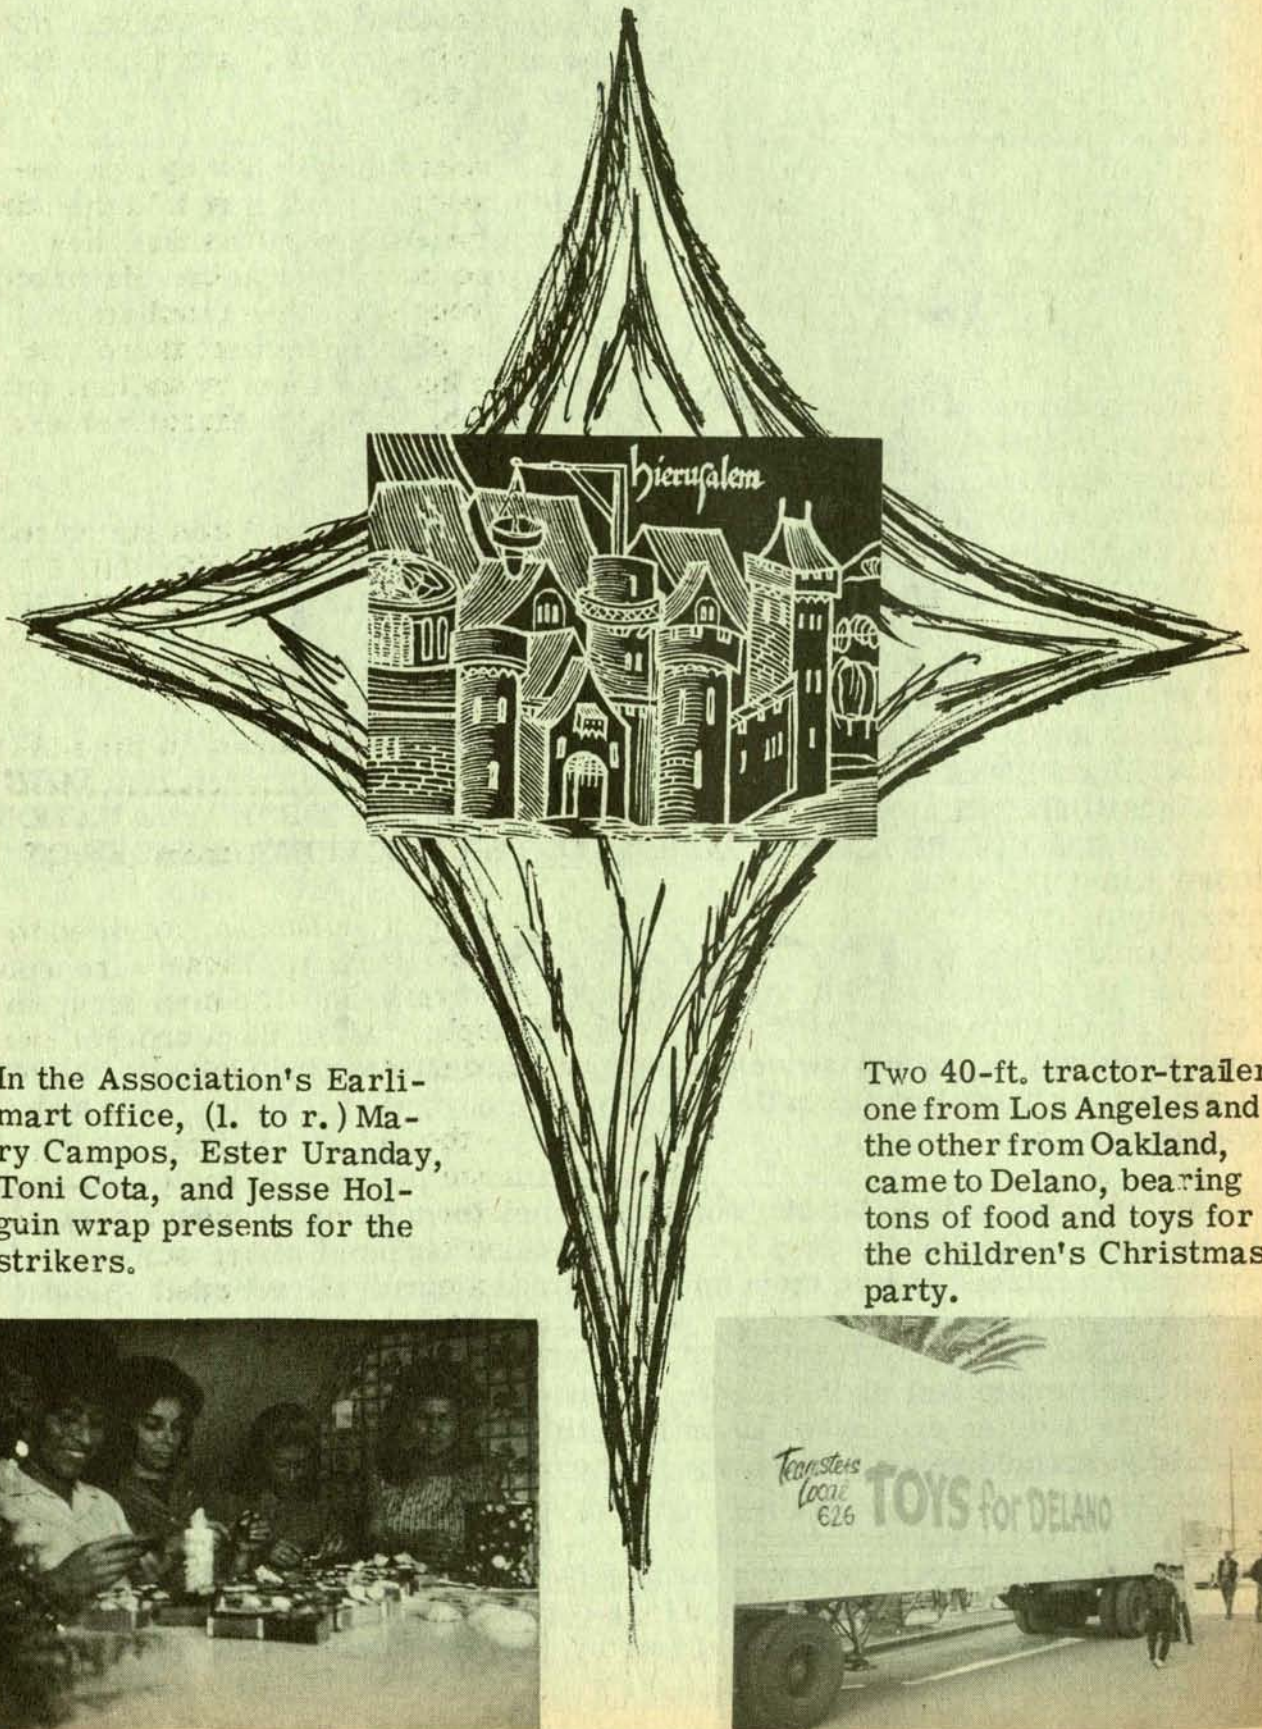 hierusalem
In the Association's Earli-
mart office, (l. to r.) Ma-
ry Campos, Ester Uranday,
Toni Cota, and Jesse Hol-
guin wrap presents for the
strikers.
Two 40-ft. tractor-trailer
one from Los Angeles and
the other from Oakland,
came to Delano, bearing
tons of food and toys for
the children's Christmas
party.
Teamsters
Local
626
TOYS for DELANO